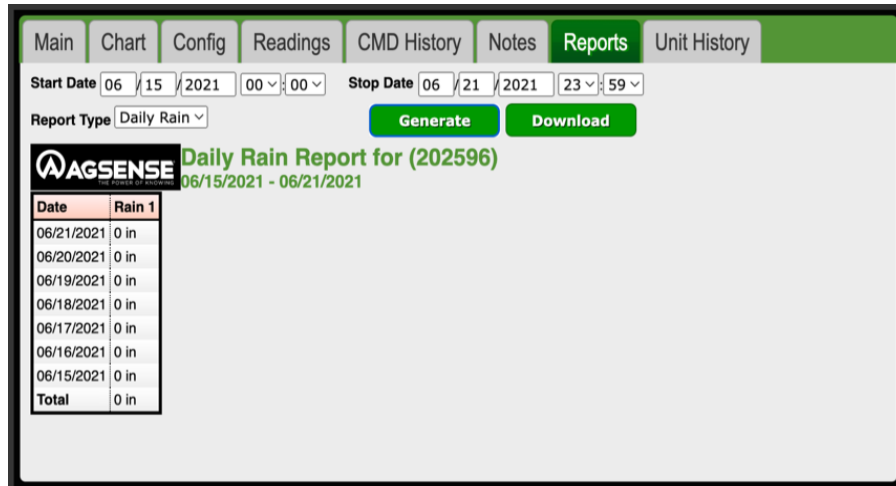 Main Chart Config Readings CMD History Notes Reports Unit History
Start Date 06 / 15 / 2021 00 : 00 Stop Date 06 / 21 / 2021 23 : 59
Report Type Daily Rain Generate Download
AGSENSE
THE POWER OF KNOWING
Daily Rain Report for (202596)
06/15/2021 - 06/21/2021
Date Rain 1
06/21/2021 0 in
06/20/2021 0 in
06/19/2021 0 in
06/18/2021 0 in
06/17/2021 0 in
06/16/2021 0 in
06/15/2021 0 in
Total 0 in